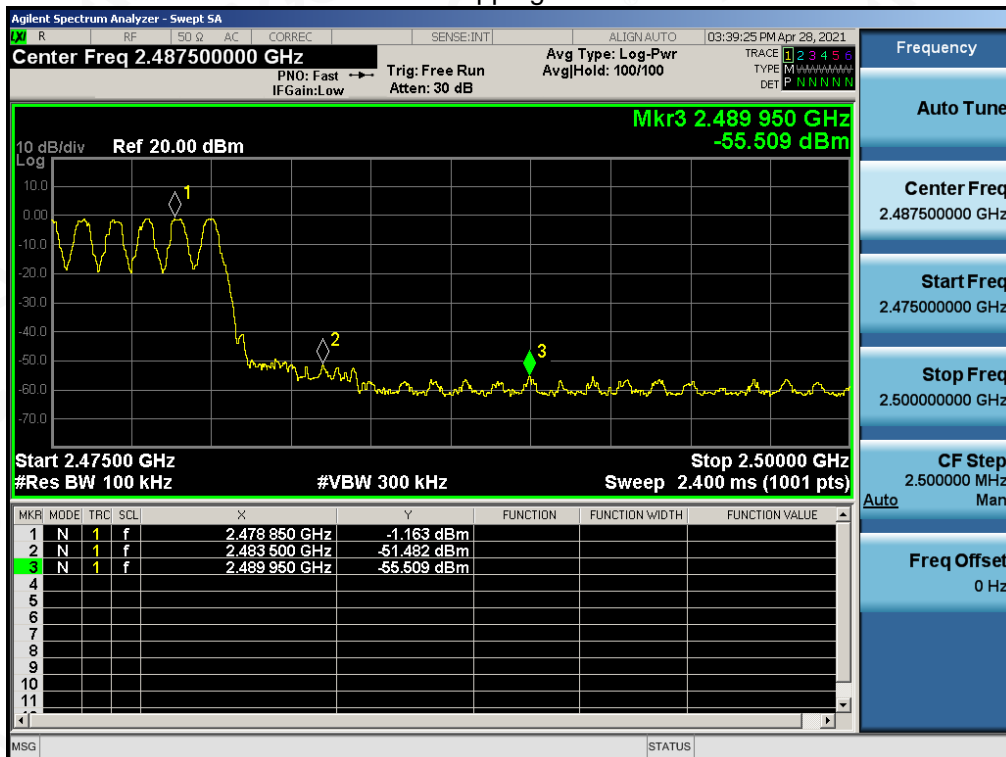 Agilent Spectrum Analyzer - Swept SA
LXI R RF 50 Ω AC CORREC SENSE:INT ALIGN AUTO 03:39:25 PM Apr 28, 2021
Center Freq 2.487500000 GHz
PNO: Fast
IFGain:Low
Trig: Free Run
Atten: 30 dB
Avg Type: Log-Pwr
Avg|Hold: 100/100
TRACE 1 2 3 4 5 6
TYPE M
DET P N N N N N
Mkr3 2.489 950 GHz
-55.509 dBm
10 dB/div Ref 20.00 dBm
Log
10.0
0.00
-10.0
-20.0
-30.0
-40.0
-50.0
-60.0
-70.0
1
2
3
Start 2.47500 GHz Stop 2.50000 GHz
#Res BW 100 kHz #VBW 300 kHz Sweep 2.400 ms (1001 pts)
MKR MODE TRC SCL X Y FUNCTION FUNCTION WIDTH FUNCTION VALUE
1 N 1 f 2.478 850 GHz -1.163 dBm
2 N 1 f 2.483 500 GHz -51.482 dBm
3 N 1 f 2.489 950 GHz -55.509 dBm
4
5
6
7
8
9
10
11
MSG STATUS
Frequency
Auto Tune
Center Freq
2.487500000 GHz
Start Freq
2.475000000 GHz
Stop Freq
2.500000000 GHz
CF Step
2.500000 MHz
Auto Man
Freq Offset
0 Hz